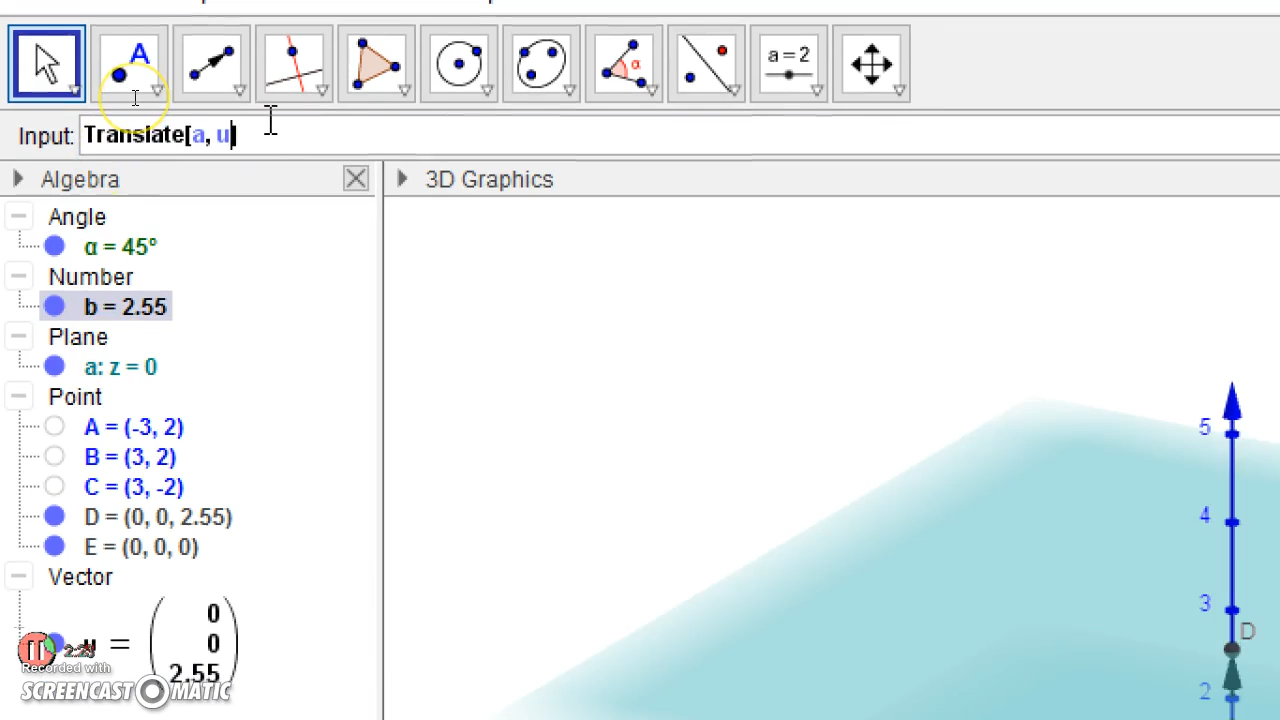 A
α
a = 2
Input: Translate[a, u]
Algebra
3D Graphics
Angle
α = 45°
Number
b = 2.55
Plane
a: z = 0
Point
A = (-3, 2)
B = (3, 2)
C = (3, -2)
D = (0, 0, 2.55)
E = (0, 0, 0)
Vector
u = 
0
0
2.55
5
4
3
D
2
Recorded with
SCREENCAST-O-MATIC